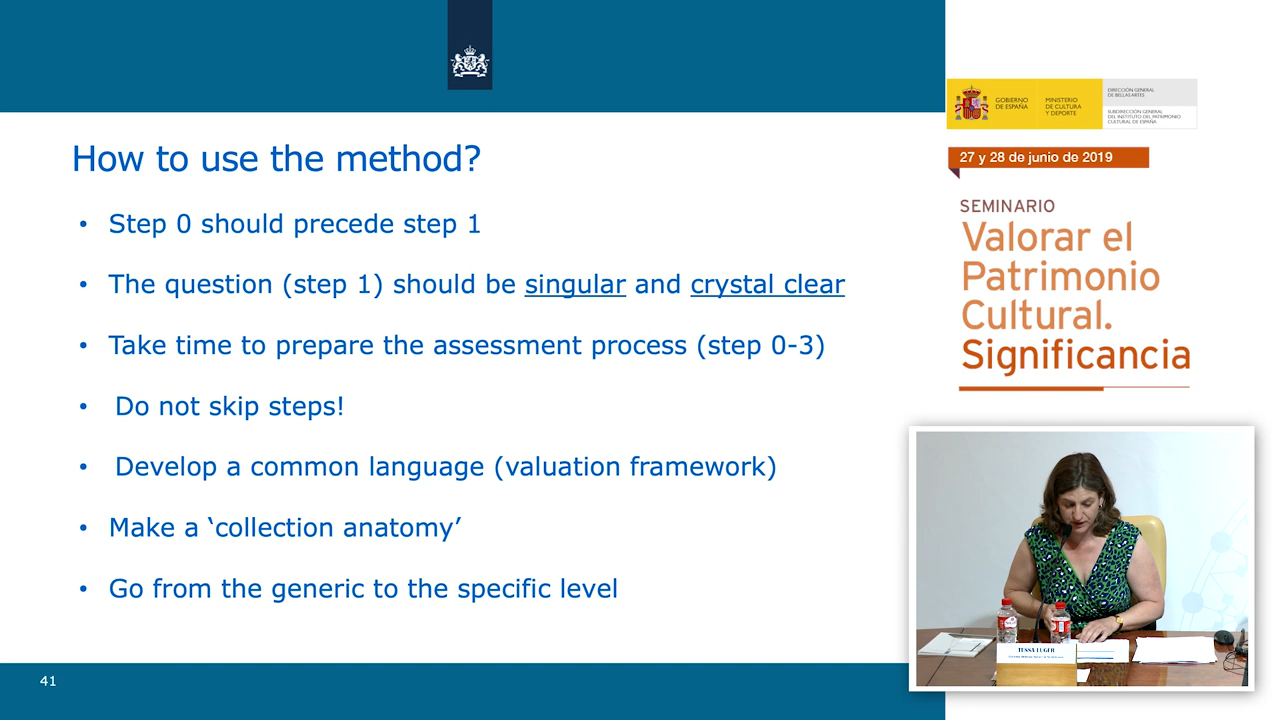 How to use the method?
• Step 0 should precede step 1
• The question (step 1) should be singular and crystal clear
• Take time to prepare the assessment process (step 0-3)
• Do not skip steps!
• Develop a common language (valuation framework)
• Make a ‘collection anatomy’
• Go from the generic to the specific level
41
GOBIERNO
DE ESPAÑA
MINISTERIO
DE CULTURA
Y DEPORTE
DIRECCIÓN GENERAL
DE BELLAS ARTES
SUBDIRECCIÓN GENERAL
DEL INSTITUTO DEL PATRIMONIO
CULTURAL DE ESPAÑA
27 y 28 de junio de 2019
SEMINARIO
Valorar el
Patrimonio
Cultural.
Significancia
TESSA LUGER